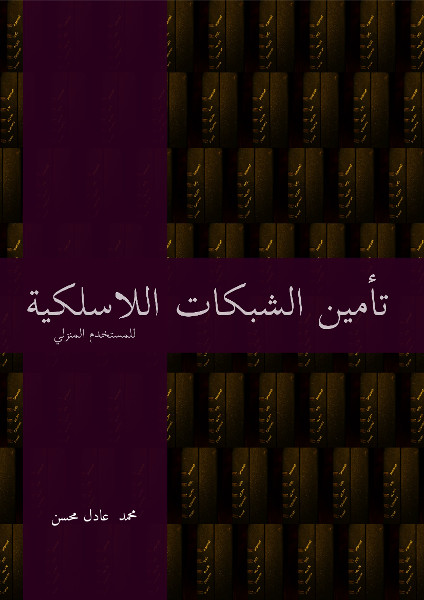 تأمين الشبكات اللاسلكية
للمستخدم المنزلي
محمد عادل محسن